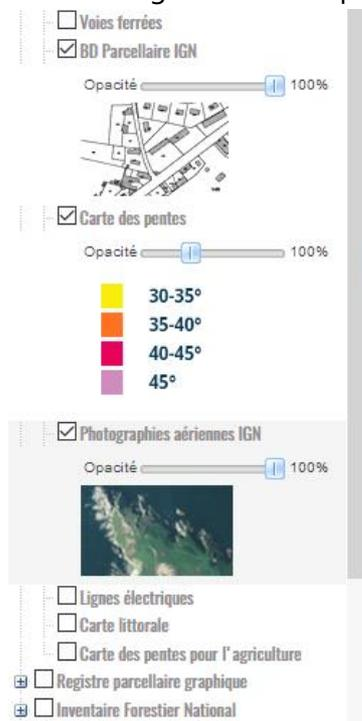 Voies ferrées
BD Parcellaire IGN
Opacité 100%
Carte des pentes
Opacité 100%
30-35°
35-40°
40-45°
45°
Photographies aériennes IGN
Opacité 100%
Lignes électriques
Carte littorale
Carte des pentes pour l'agriculture
Registre parcellaire graphique
Inventaire Forestier National